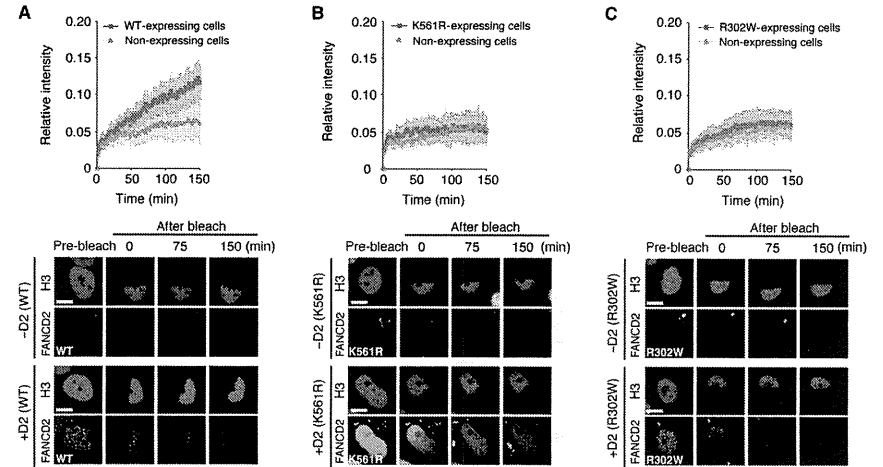 A
0.20
0.15
0.10
0.05
0
Relative intensity
WT-expressing cells
Non-expressing cells
0 50 100 150
Time (min)
After bleach
Pre-bleach 0 75 150 (min)
−D2 (WT)
H3
FANCD2
WT
+D2 (WT)
H3
FANCD2
WT
B
0.20
0.15
0.10
0.05
0
Relative intensity
K561R-expressing cells
Non-expressing cells
0 50 100 150
Time (min)
After bleach
Pre-bleach 0 75 150 (min)
−D2 (K561R)
H3
FANCD2
K561R
+D2 (K561R)
H3
FANCD2
K561R
C
0.20
0.15
0.10
0.05
0
Relative intensity
R302W-expressing cells
Non-expressing cells
0 50 100 150
Time (min)
After bleach
Pre-bleach 0 75 150 (min)
−D2 (R302W)
H3
FANCD2
R302W
+D2 (R302W)
H3
FANCD2
R302W